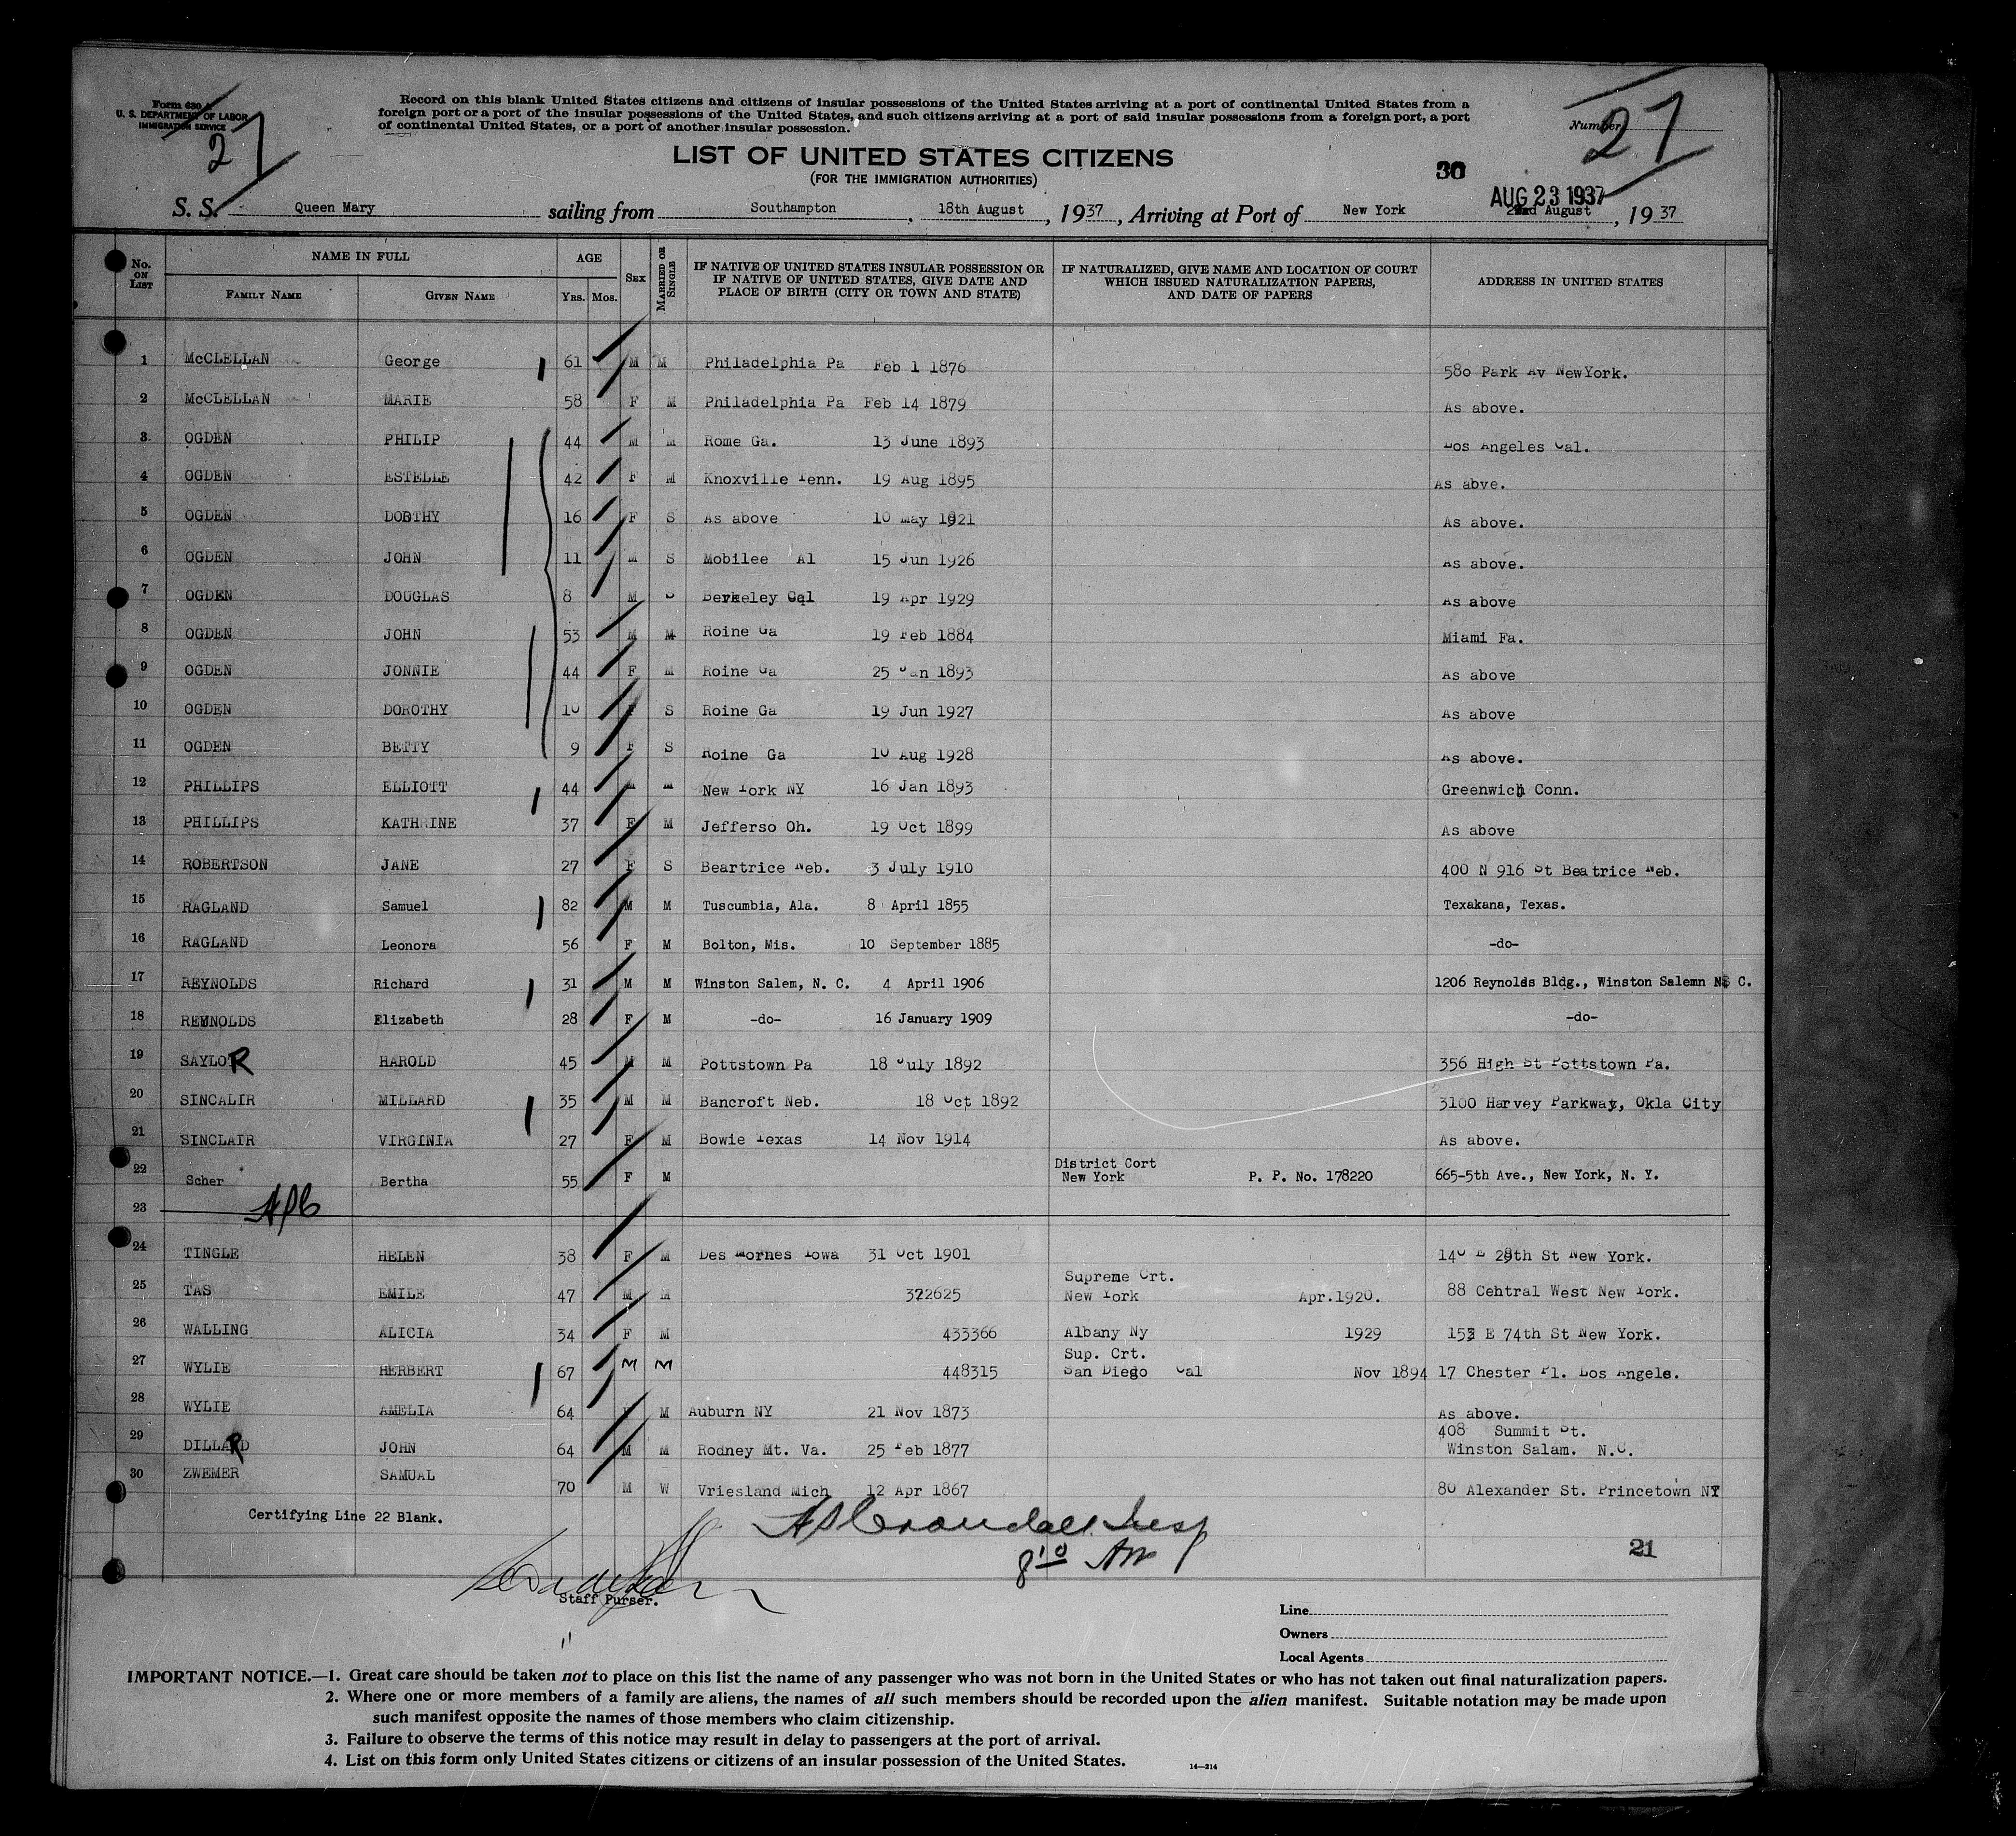 Form 630 A
U. S. DEPARTMENT OF LABOR
IMMIGRATION SERVICE
27
Record on this blank United States citizens and citizens of insular possessions of the United States arriving at a port of continental United States from a
foreign port or a port of the insular possessions of the United States, and such citizens arriving at a port of said insular possessions from a foreign port, a port
of continental United States, or a port of another insular possession.
Number
27
LIST OF UNITED STATES CITIZENS
(FOR THE IMMIGRATION AUTHORITIES)
30
AUG 23 1937
S. S. Queen Mary sailing from Southampton, 18th August, 1937, Arriving at Port of New York 22nd August, 1937
No. ON LIST NAME IN FULL AGE SEX MARRIED OR SINGLE IF NATIVE OF UNITED STATES INSULAR POSSESSION OR IF NATIVE OF UNITED STATES, GIVE DATE AND PLACE OF BIRTH (CITY OR TOWN AND STATE) IF NATURALIZED, GIVE NAME AND LOCATION OF COURT WHICH ISSUED NATURALIZATION PAPERS, AND DATE OF PAPERS ADDRESS IN UNITED STATES
FAMILY NAME GIVEN NAME YRS. MOS.
1 McCLELLAN George 61 M M Philadelphia Pa Feb 1 1876 580 Park Av NewYork.
2 McCLELLAN MARIE 58 F M Philadelphia Pa Feb 14 1879 As above.
3 OGDEN PHILIP 44 M M Rome Ga. 13 June 1893 Los Angeles Cal.
4 OGDEN ESTELLE 42 F M Knoxville Tenn. 19 Aug 1895 As abve.
5 OGDEN DOBTHY 16 F S As above 10 May 1921 As above.
6 OGDEN JOHN 11 M S Mobilee Al 15 Jun 1926 As above.
7 OGDEN DOUGLAS 8 M S Berkeley Cal 19 Apr 1929 As above
8 OGDEN JOHN 53 M M Roine Ga 19 Feb 1884 Miami Fa.
9 OGDEN JONNIE 44 F M Roine Ga 25 Jan 1893 As above
10 OGDEN DOROTHY 10 F S Roine Ga 19 Jun 1927 As above
11 OGDEN BETTY 9 F S Roine Ga 10 Aug 1928 As above.
12 PHILLIPS ELLIOTT 44 M M New York NY 16 Jan 1893 Greenwich Conn.
13 PHILLIPS KATHRINE 37 F M Jefferso Oh. 19 Oct 1899 As above
14 ROBERTSON JANE 27 F S Beartrice Neb. 3 July 1910 400 N 916 St Beatrice Neb.
15 RAGLAND Samuel 82 M M Tuscumbia, Ala. 8 April 1855 Texakana, Texas.
16 RAGLAND Leonora 56 F M Bolton, Mis. 10 September 1885 -do-
17 REYNOLDS Richard 31 M M Winston Salem, N. C. 4 April 1906 1206 Reynolds Bldg., Winston Salemn N. C.
18 REYNOLDS Elizabeth 28 F M -do- 16 January 1909 -do-
19 SAYLOR HAROLD 45 M M Pottstown Pa 18 July 1892 356 High St Pottstown Pa.
20 SINCALIR MILLARD 35 M M Bancroft Neb. 18 Oct 1892 3100 Harvey Parkway, Okla City
21 SINCLAIR VIRGINIA 27 F M Bowie Texas 14 Nov 1914 As above.
22 Scher Bertha 55 F M District Cort New York P. P. No. 178220 665-5th Ave., New York, N. Y.
23
24 TINGLE HELEN 38 F M Des Mornes Iowa 31 Oct 1901 140 E 29th St New York.
25 TAS EMILE 47 M M 372625 Supreme Crt. New York Apr.1920. 88 Cehtral West New York.
26 WALLING ALICIA 34 F M 433366 Albany Ny 1929 153 E 74th St New York.
27 WYLIE HERBERT 67 M M 448315 Sup. Crt. San Diego Cal Nov 1894 17 Chester Pl. Los Angele.
28 WYLIE AMELIA 64 M Auburn NY 21 Nov 1873 As above.
29 DILLARD JOHN 64 M M Rodney Mt. Va. 25 Feb 1877 408 Summit St. Winston Salam. N.C.
30 ZWEMER SAMUAL 70 M W Vriesland Mich 12 Apr 1867 80 Alexander St. Princetown NY
Certifying Line 22 Blank.
21
Staff Purser.
Line
Owners
Local Agents
IMPORTANT NOTICE.—1. Great care should be taken not to place on this list the name of any passenger who was not born in the United States or who has not taken out final naturalization papers.
2. Where one or more members of a family are aliens, the names of all such members should be recorded upon the alien manifest. Suitable notation may be made upon
such manifest opposite the names of those members who claim citizenship.
3. Failure to observe the terms of this notice may result in delay to passengers at the port of arrival.
4. List on this form only United States citizens or citizens of an insular possession of the United States.
14—214